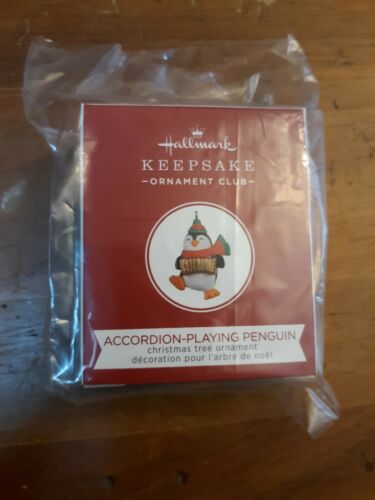 Hallmark
KEEPSAKE
ORNAMENT CLUB
ACCORDION-PLAYING PENGUIN
christmas tree ornament
décoration pour l'arbre de noël